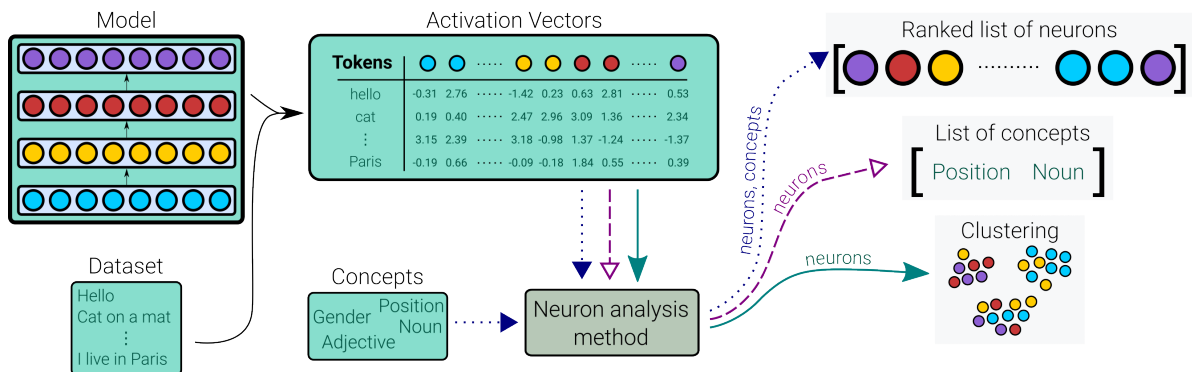 Model
Activation Vectors
Tokens
hello -0.31 2.76 ····· -1.42 0.23 0.63 2.81 ····· 0.53
cat 0.19 0.40 ····· 2.47 2.96 3.09 1.36 ····· 2.34
⋮ 3.15 2.39 ····· 3.18 -0.98 1.37 -1.24 ····· -1.37
Paris -0.19 0.66 ····· -0.09 -0.18 1.84 0.55 ····· 0.39
Dataset
Hello
Cat on a mat
⋮
I live in Paris
Concepts
Position
Gender
Noun
Adjective
Neuron analysis
method
neurons, concepts
neurons
neurons
Ranked list of neurons
[ ·········· ]
List of concepts
[ Position Noun ]
Clustering